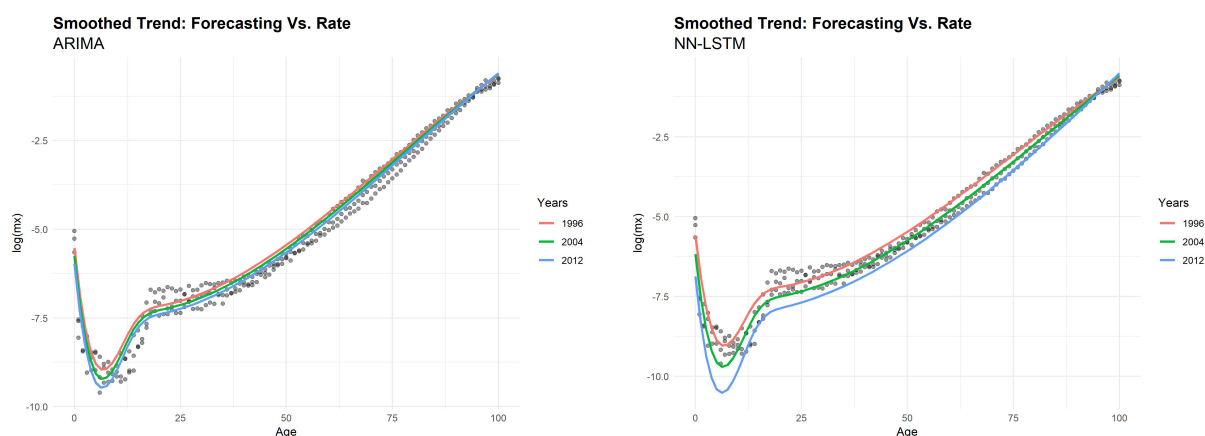 Smoothed Trend: Forecasting Vs. Rate
ARIMA
-2.5
-5.0
-7.5
-10.0
log(mx)
0
25
50
75
100
Age
Years
1996
2004
2012
Smoothed Trend: Forecasting Vs. Rate
NN-LSTM
-2.5
-5.0
-7.5
-10.0
log(mx)
0
25
50
75
100
Age
Years
1996
2004
2012